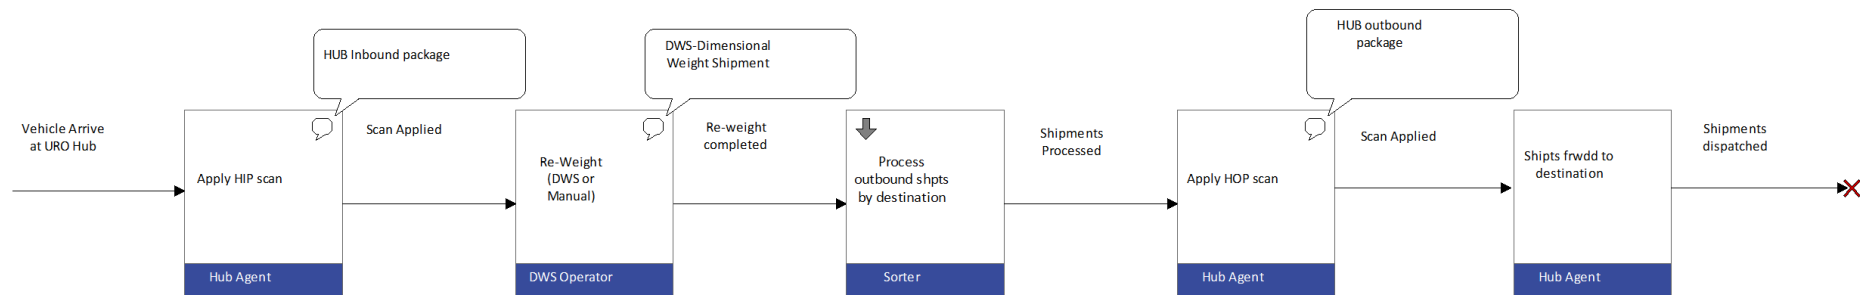 Vehicle Arrive
at URO Hub
HUB Inbound package
Apply HIP scan
Hub Agent
Scan Applied
DWS-Dimensional
Weight Shipment
Re-Weight
(DWS or
Manual)
DWS Operator
Re-weight
completed
Process
outbound shpts
by destination
Sorter
Shipments
Processed
HUB outbound
package
Apply HOP scan
Hub Agent
Scan Applied
Shipts frwdd to
destination
Hub Agent
Shipments
dispatched